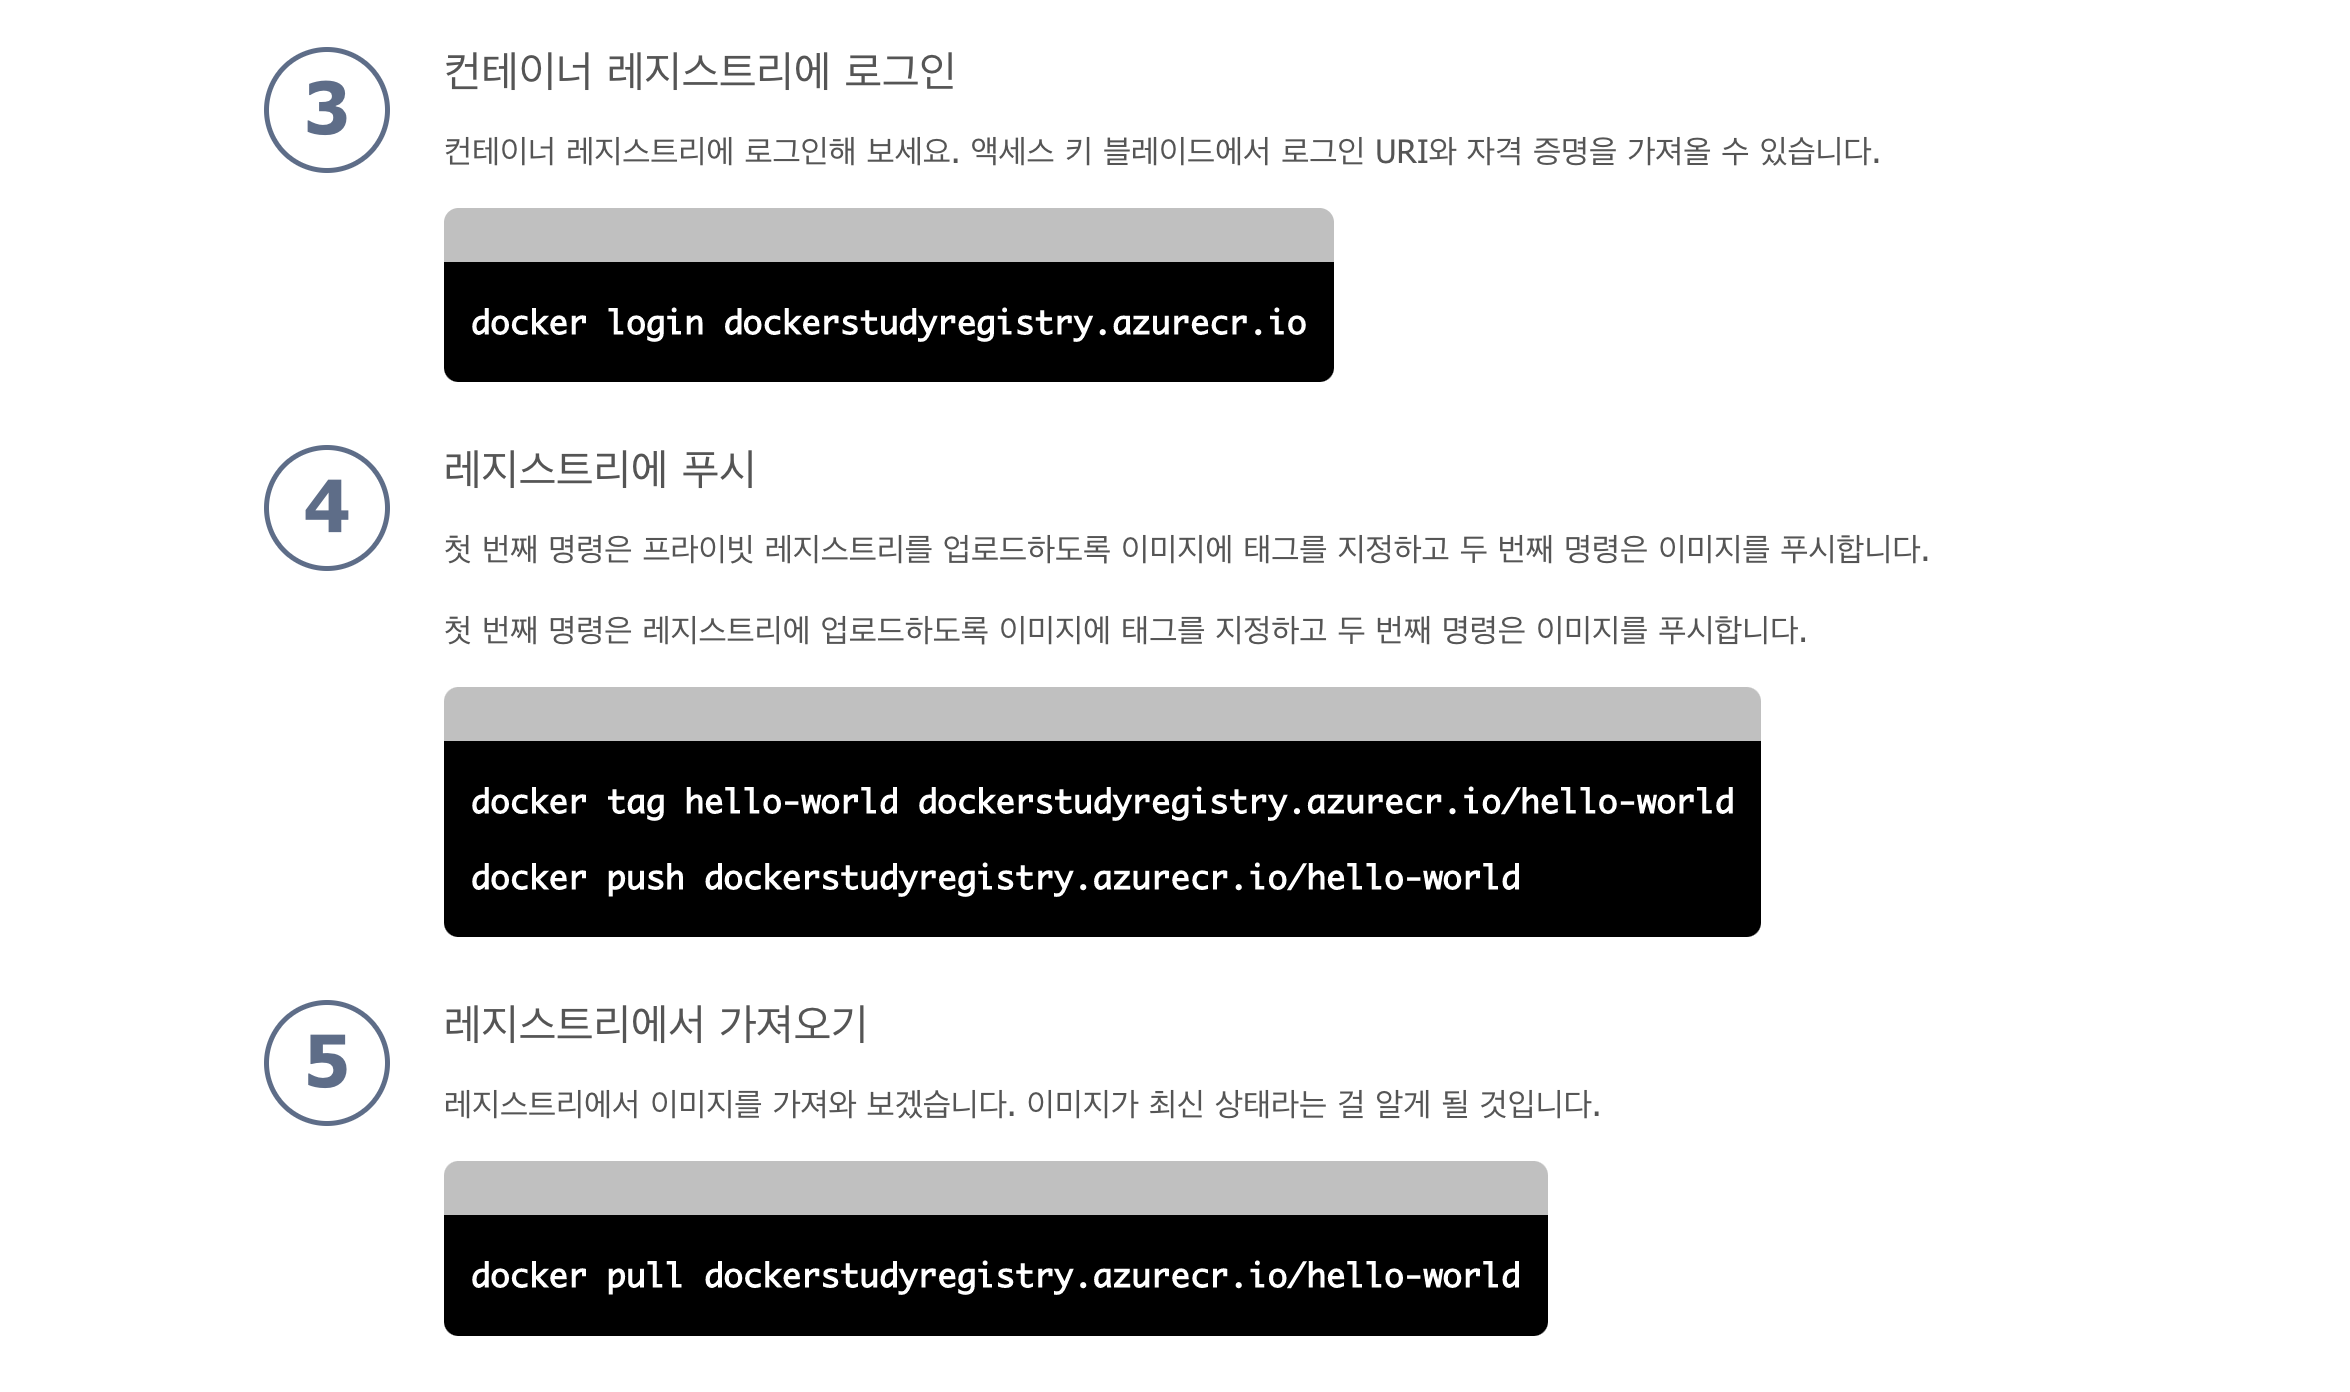 3
컨테이너 레지스트리에 로그인
컨테이너 레지스트리에 로그인해 보세요. 액세스 키 블레이드에서 로그인 URI와 자격 증명을 가져올 수 있습니다.
docker login dockerstudyregistry.azurecr.io
4
레지스트리에 푸시
첫 번째 명령은 프라이빗 레지스트리를 업로드하도록 이미지에 태그를 지정하고 두 번째 명령은 이미지를 푸시합니다.
첫 번째 명령은 레지스트리에 업로드하도록 이미지에 태그를 지정하고 두 번째 명령은 이미지를 푸시합니다.
docker tag hello-world dockerstudyregistry.azurecr.io/hello-world
docker push dockerstudyregistry.azurecr.io/hello-world
5
레지스트리에서 가져오기
레지스트리에서 이미지를 가져와 보겠습니다. 이미지가 최신 상태라는 걸 알게 될 것입니다.
docker pull dockerstudyregistry.azurecr.io/hello-world